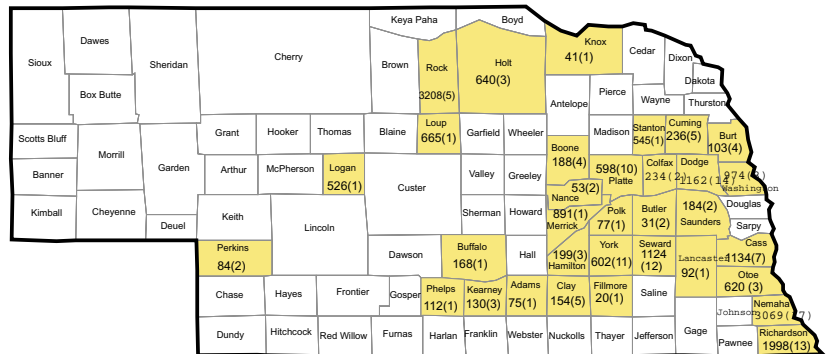 Keya Paha
Boyd
Knox
41(1)
Cedar
Dixon
Dakota
Sioux
Dawes
Sheridan
Cherry
Brown
Rock
3208(5)
Holt
640(3)
Box Butte
Antelope
Pierce
Wayne
Thurston
Scotts Bluff
Morrill
Garden
Grant
Hooker
Thomas
Blaine
Loup
665(1)
Garfield
Wheeler
Madison
Stanton
545(1)
Cuming
236(5)
Burt
103(4)
Boone
188(4)
Banner
Arthur
McPherson
Logan
526(1)
Custer
Valley
Greeley
598(10)
Platte
Colfax
234(2)
Dodge
1162(14)
Washington
Nance
53(2)
Kimball
Cheyenne
Deuel
Keith
Lincoln
Sherman
Howard
891(1)
Merrick
Polk
77(1)
Butler
31(2)
184(2)
Saunders
Douglas
Sarpy
Perkins
84(2)
Dawson
Buffalo
168(1)
Hall
199(3)
Hamilton
York
602(11)
Seward
1124
(12)
Lancaster
92(1)
Cass
1134(7)
Otoe
620 (3)
Chase
Hayes
Frontier
Gosper
Phelps
112(1)
Kearney
130(3)
Adams
75(1)
Clay
154(5)
Fillmore
20(1)
Saline
Johnson
Nemaha
Dundy
Hitchcock
Red Willow
Furnas
Harlan
Franklin
Webster
Nuckolls
Thayer
Jefferson
Gage
Pawnee
Richardson
1998(13)